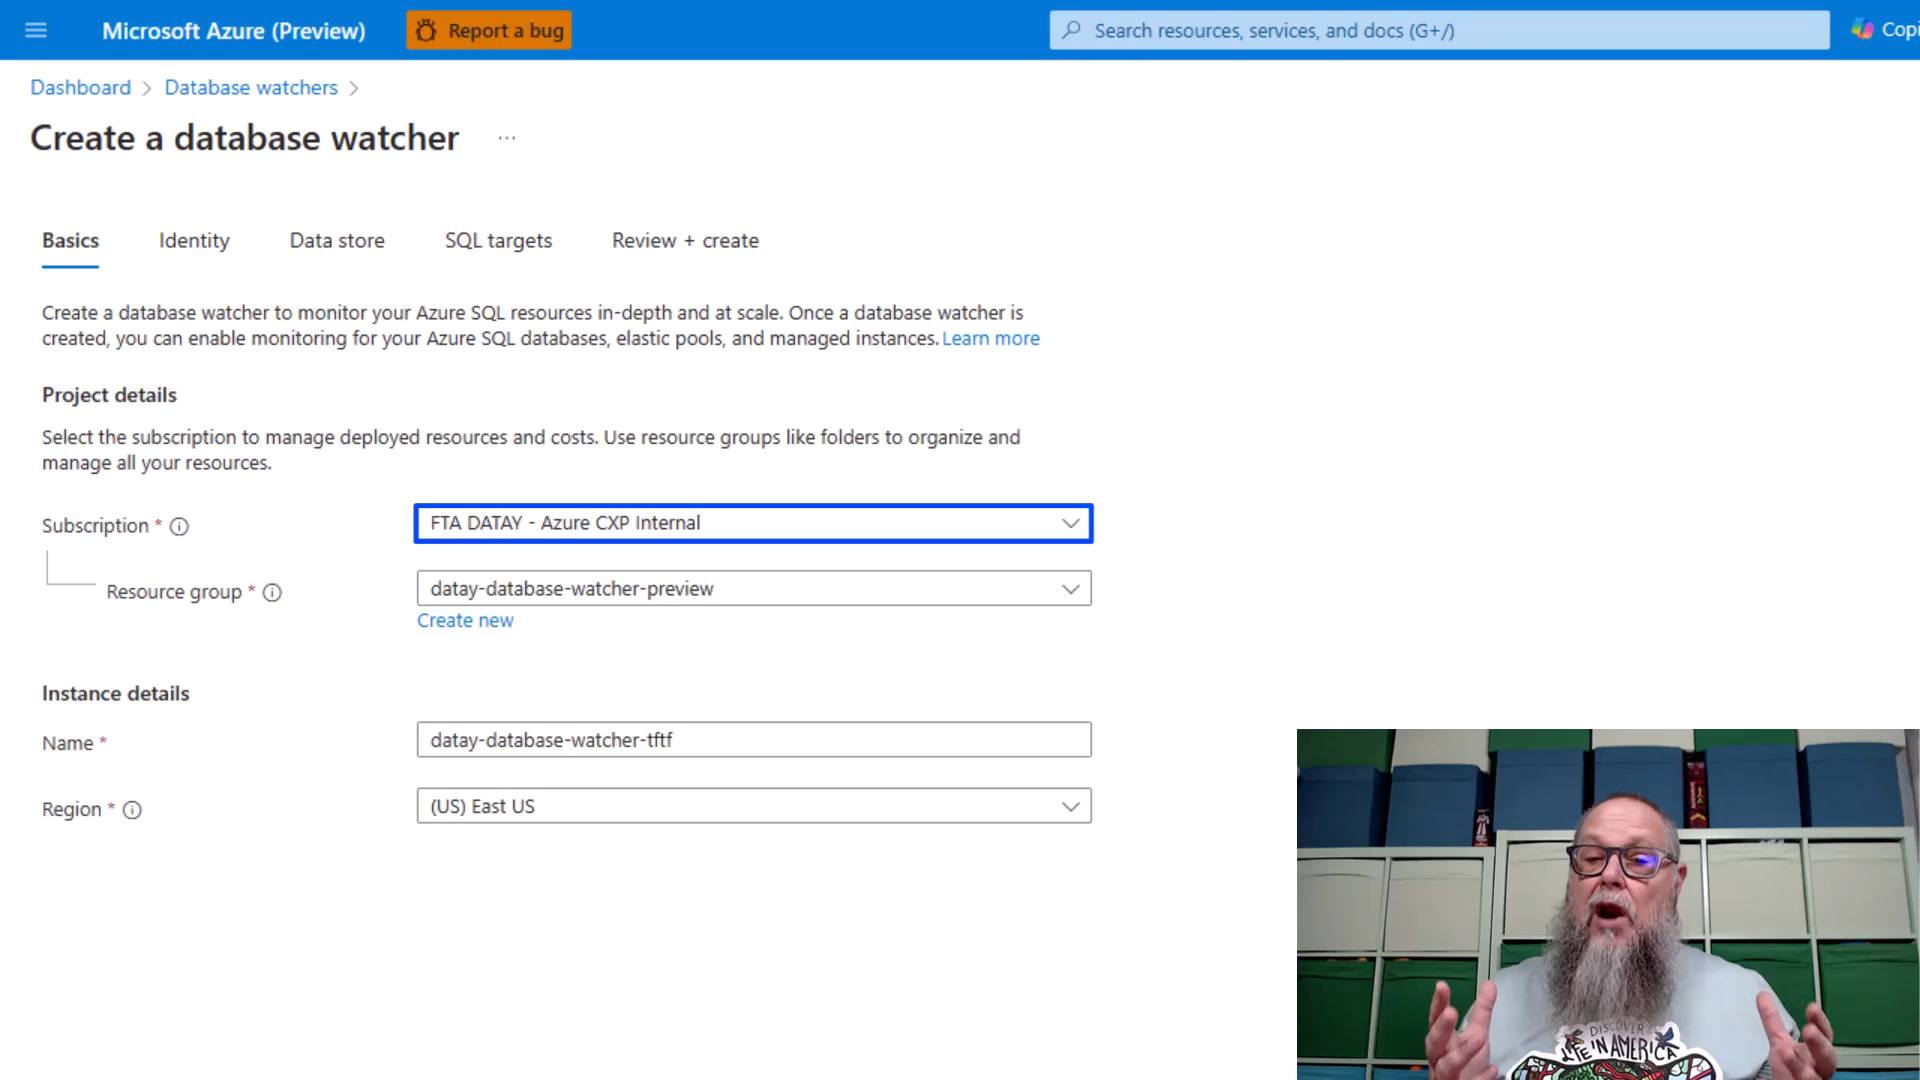 Microsoft Azure (Preview)
Report a bug
Search resources, services, and docs (G+/)
Copi
Dashboard
Database watchers
Create a database watcher
...
Basics
Identity
Data store
SQL targets
Review + create
Create a database watcher to monitor your Azure SQL resources in-depth and at scale. Once a database watcher is
created, you can enable monitoring for your Azure SQL databases, elastic pools, and managed instances. Learn more
Project details
Select the subscription to manage deployed resources and costs. Use resource groups like folders to organize and
manage all your resources.
Subscription *
FTA DATAY - Azure CXP Internal
Resource group *
datay-database-watcher-preview
Create new
Instance details
Name *
datay-database-watcher-tftf
Region *
(US) East US
DISCOVER
LIFE IN AMERICA